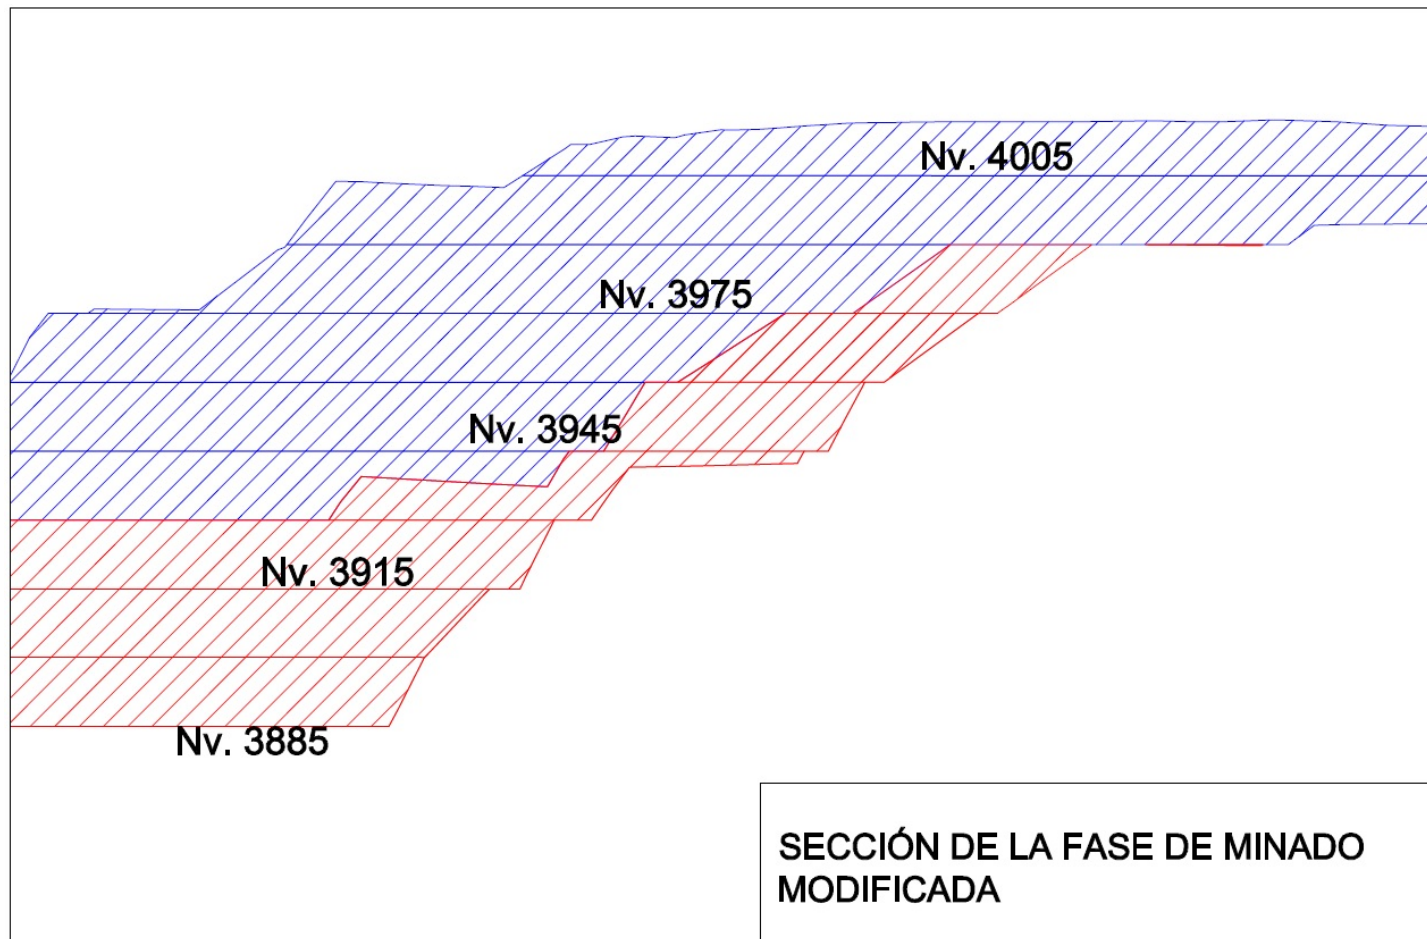 Nv. 4005
Nv. 3975
Nv. 3945
Nv. 3915
Nv. 3885
SECCIÓN DE LA FASE DE MINADO
MODIFICADA